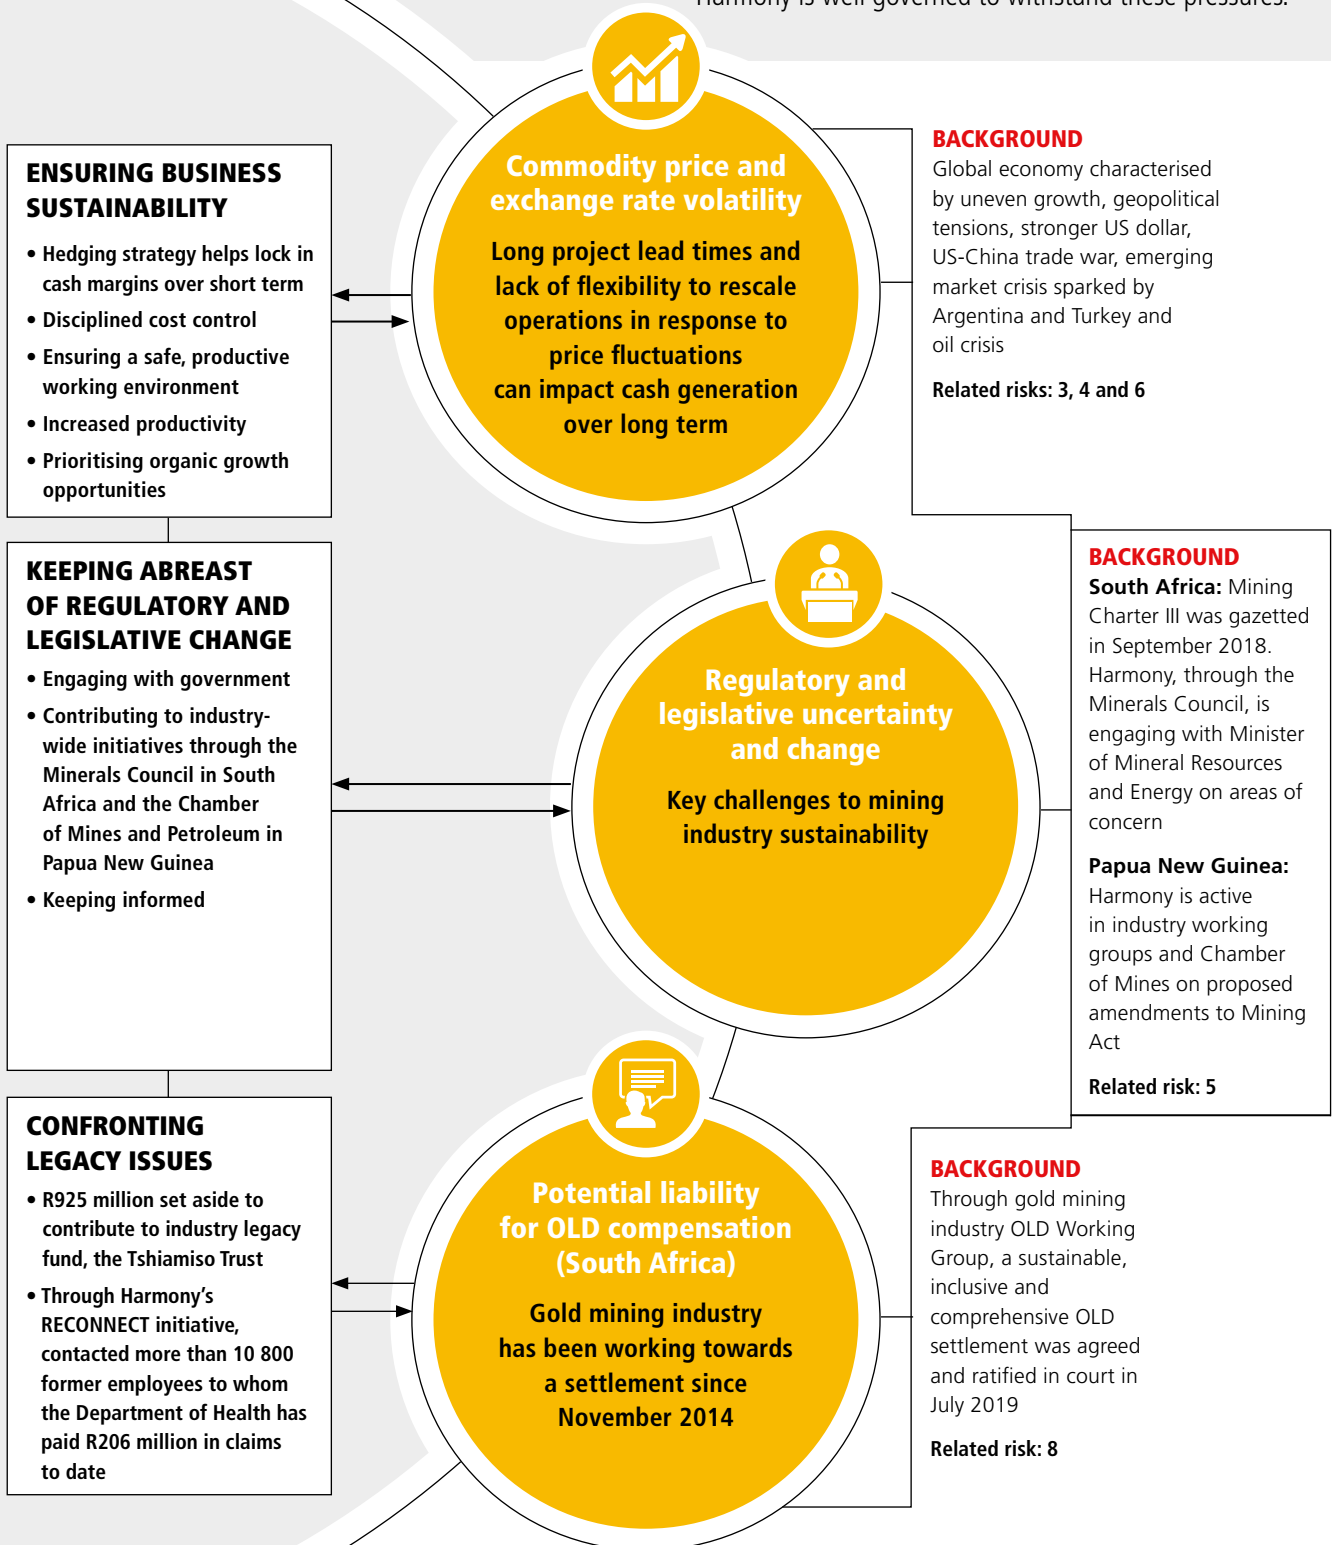 Harmony is well governed to withstand these pressures.
Commodity price and
exchange rate volatility
Long project lead times and
lack of flexibility to rescale
operations in response to
price fluctuations
can impact cash generation
over long term
BACKGROUND
Global economy characterised
by uneven growth, geopolitical
tensions, stronger US dollar,
US-China trade war, emerging
market crisis sparked by
Argentina and Turkey and
oil crisis
Related risks: 3, 4 and 6
ENSURING BUSINESS
SUSTAINABILITY
• Hedging strategy helps lock in
cash margins over short term
• Disciplined cost control
• Ensuring a safe, productive
working environment
• Increased productivity
• Prioritising organic growth
opportunities
KEEPING ABREAST
OF REGULATORY AND
LEGISLATIVE CHANGE
• Engaging with government
• Contributing to industry-
wide initiatives through the
Minerals Council in South
Africa and the Chamber
of Mines and Petroleum in
Papua New Guinea
• Keeping informed
Regulatory and
legislative uncertainty
and change
Key challenges to mining
industry sustainability
BACKGROUND
South Africa: Mining
Charter III was gazetted
in September 2018.
Harmony, through the
Minerals Council, is
engaging with Minister
of Mineral Resources
and Energy on areas of
concern
Papua New Guinea:
Harmony is active
in industry working
groups and Chamber
of Mines on proposed
amendments to Mining
Act
Related risk: 5
CONFRONTING
LEGACY ISSUES
• R925 million set aside to
contribute to industry legacy
fund, the Tshiamiso Trust
• Through Harmony's
RECONNECT initiative,
contacted more than 10 800
former employees to whom
the Department of Health has
paid R206 million in claims
to date
Potential liability
for OLD compensation
(South Africa)
Gold mining industry
has been working towards
a settlement since
November 2014
BACKGROUND
Through gold mining
industry OLD Working
Group, a sustainable,
inclusive and
comprehensive OLD
settlement was agreed
and ratified in court in
July 2019
Related risk: 8